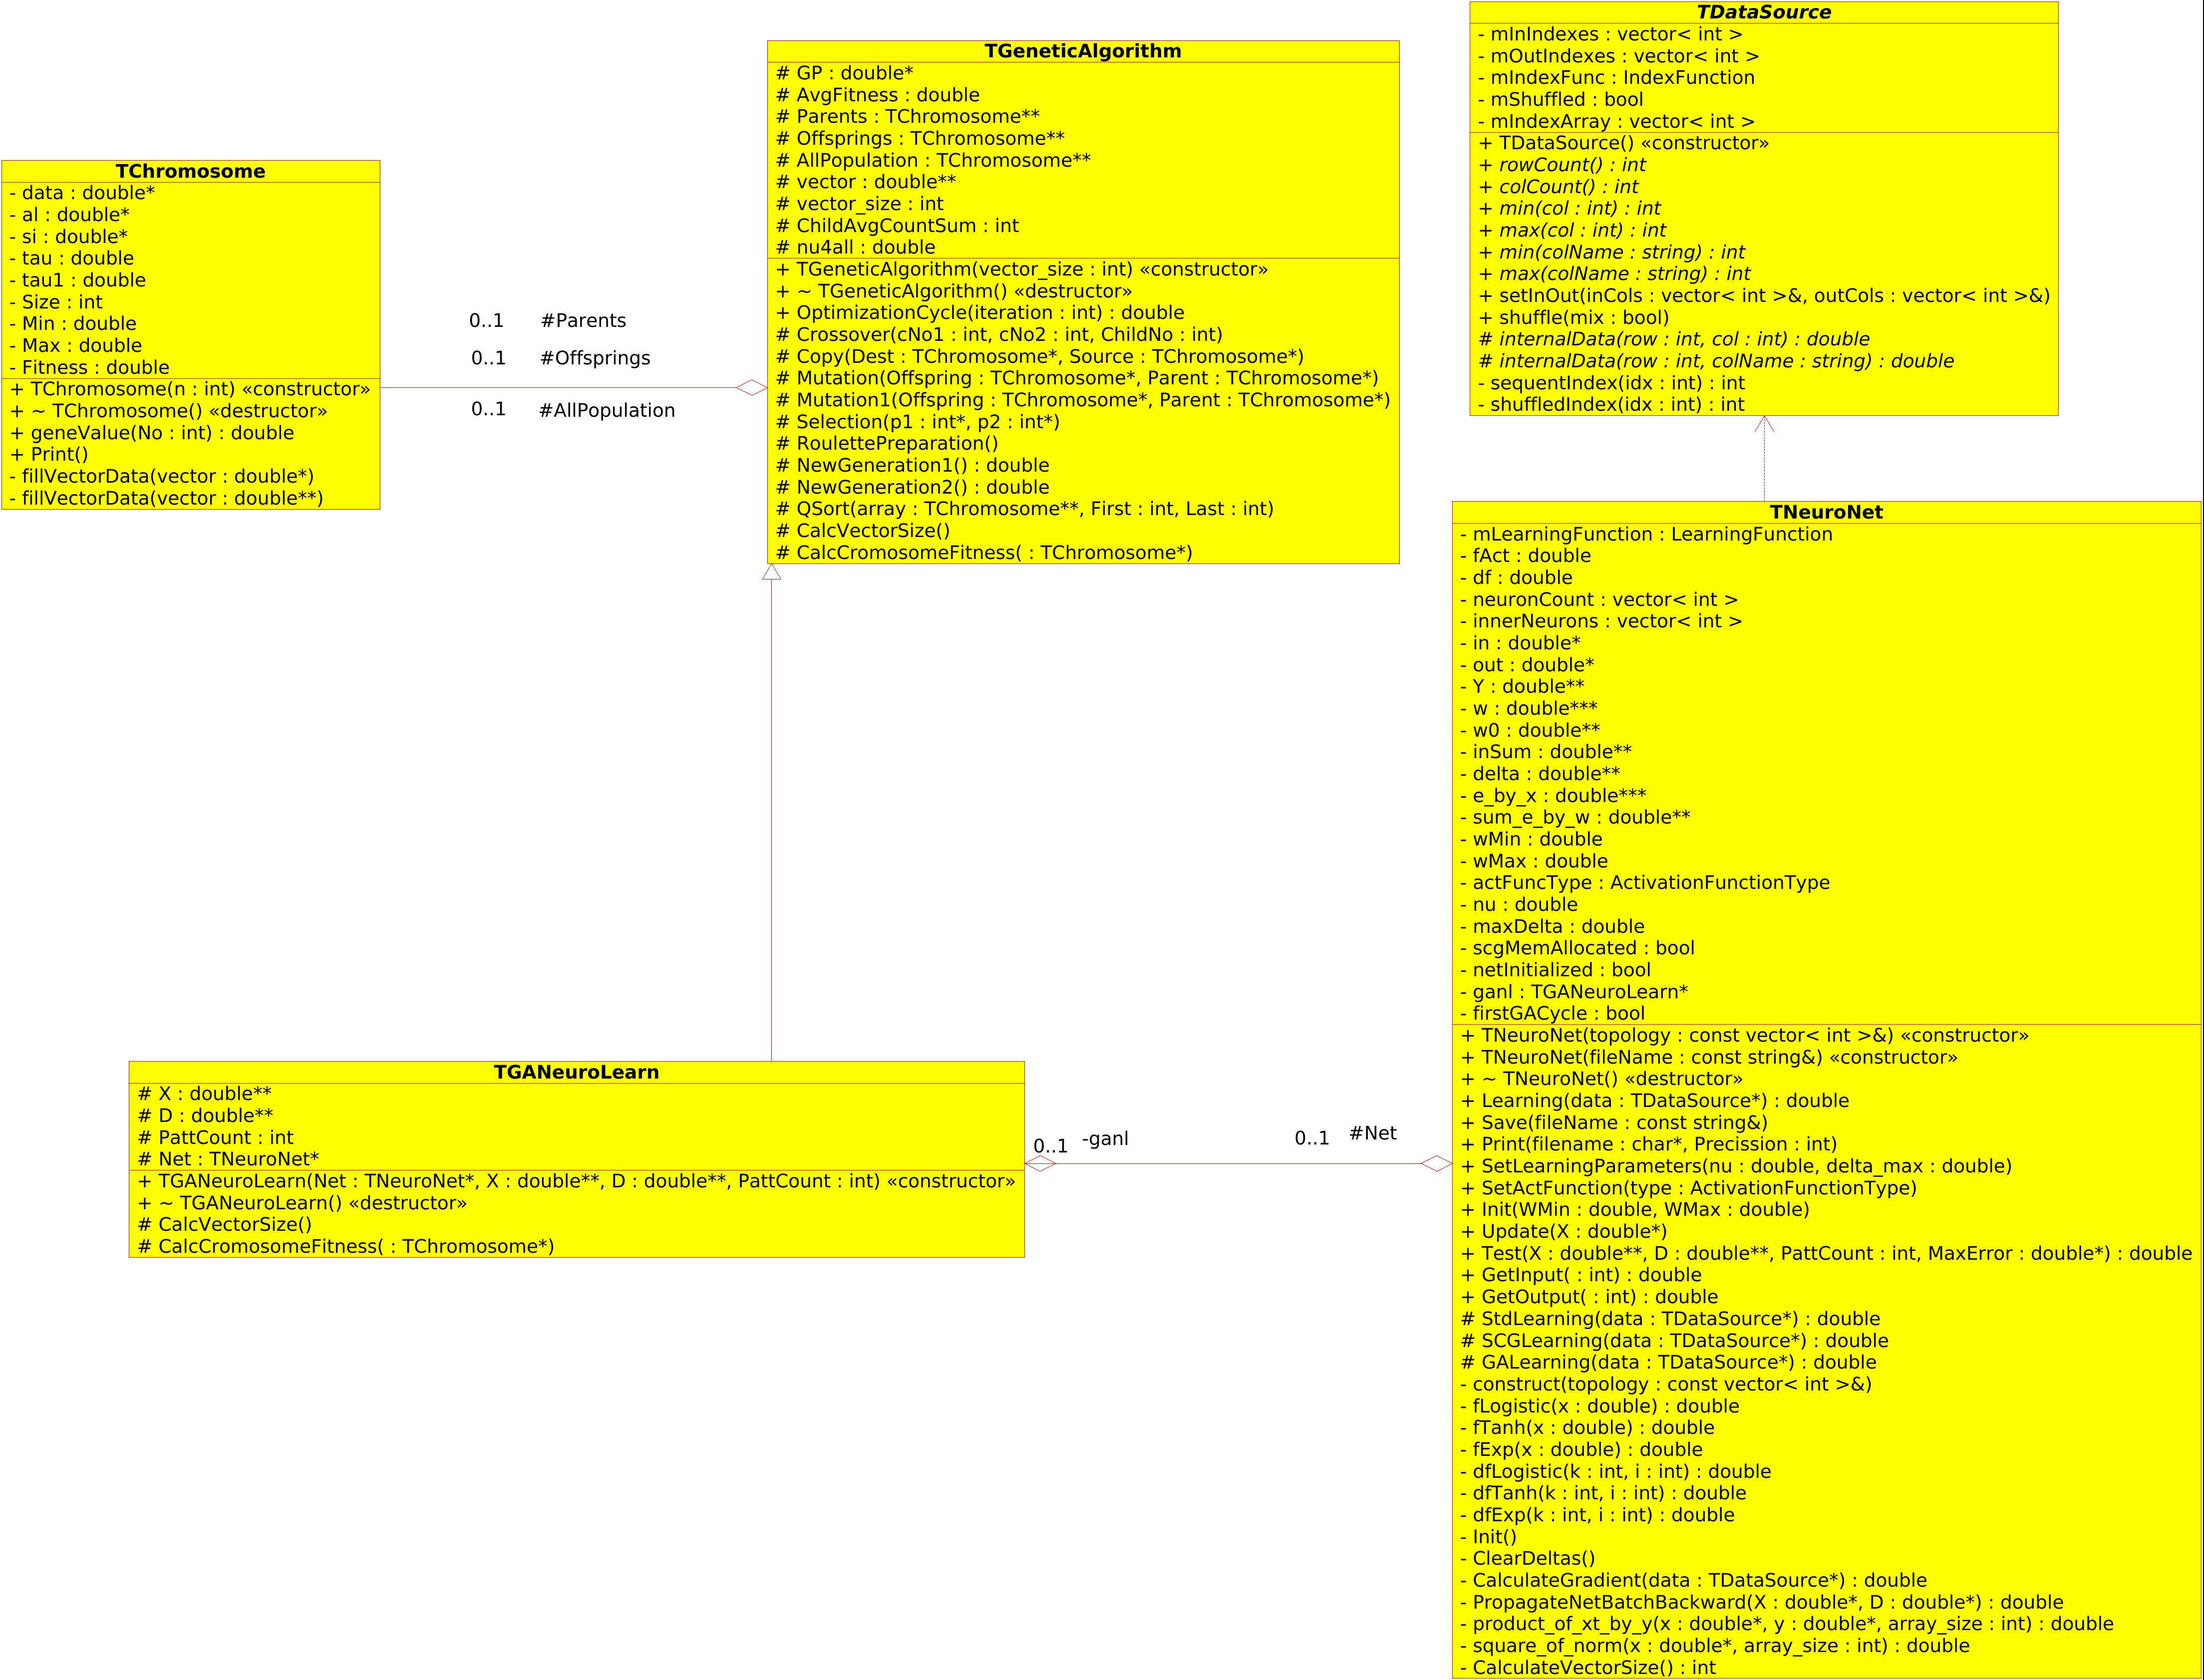 TChromosome
- data : double*
- al : double*
- si : double*
- tau : double
- tau1 : double
- Size : int
- Min : double
- Max : double
- Fitness : double
+ TChromosome(n : int) «constructor»
+ ~ TChromosome() «destructor»
+ geneValue(No : int) : double
+ Print()
- fillVectorData(vector : double*)
- fillVectorData(vector : double**)
0..1 #Parents
0..1 #Offsprings
0..1 #AllPopulation
TGeneticAlgorithm
# GP : double*
# AvgFitness : double
# Parents : TChromosome**
# Offsprings : TChromosome**
# AllPopulation : TChromosome**
# vector : double**
# vector_size : int
# ChildAvgCountSum : int
# nu4all : double
+ TGeneticAlgorithm(vector_size : int) «constructor»
+ ~ TGeneticAlgorithm() «destructor»
+ OptimizationCycle(iteration : int) : double
# Crossover(cNo1 : int, cNo2 : int, ChildNo : int)
# Copy(Dest : TChromosome*, Source : TChromosome*)
# Mutation(Offspring : TChromosome*, Parent : TChromosome*)
# Mutation1(Offspring : TChromosome*, Parent : TChromosome*)
# Selection(p1 : int*, p2 : int*)
# RoulettePreparation()
# NewGeneration1() : double
# NewGeneration2() : double
# QSort(array : TChromosome**, First : int, Last : int)
# CalcVectorSize()
# CalcCromosomeFitness( : TChromosome*)
TDataSource
- mInIndexes : vector< int >
- mOutIndexes : vector< int >
- mIndexFunc : IndexFunction
- mShuffled : bool
- mIndexArray : vector< int >
+ TDataSource() «constructor»
+ rowCount() : int
+ colCount() : int
+ min(col : int) : int
+ max(col : int) : int
+ min(colName : string) : int
+ max(colName : string) : int
+ setInOut(inCols : vector< int >&, outCols : vector< int >&)
+ shuffle(mix : bool)
# internalData(row : int, col : int) : double
# internalData(row : int, colName : string) : double
- sequentIndex(idx : int) : int
- shuffledIndex(idx : int) : int
TGANeuroLearn
# X : double**
# D : double**
# PattCount : int
# Net : TNeuroNet*
+ TGANeuroLearn(Net : TNeuroNet*, X : double**, D : double**, PattCount : int) «constructor»
+ ~ TGANeuroLearn() «destructor»
# CalcVectorSize()
# CalcCromosomeFitness( : TChromosome*)
0..1 -ganl
0..1 #Net
TNeuroNet
- mLearningFunction : LearningFunction
- fAct : double
- df : double
- neuronCount : vector< int >
- innerNeurons : vector< int >
- in : double*
- out : double*
- Y : double**
- w : double***
- w0 : double**
- inSum : double**
- delta : double**
- e_by_x : double***
- sum_e_by_w : double**
- wMin : double
- wMax : double
- actFuncType : ActivationFunctionType
- nu : double
- maxDelta : double
- scgMemAllocated : bool
- netInitialized : bool
- ganl : TGANeuroLearn*
- firstGACycle : bool
+ TNeuroNet(topology : const vector< int >&) «constructor»
+ TNeuroNet(fileName : const string&) «constructor»
+ ~ TNeuroNet() «destructor»
+ Learning(data : TDataSource*) : double
+ Save(fileName : const string&)
+ Print(filename : char*, Precission : int)
+ SetLearningParameters(nu : double, delta_max : double)
+ SetActFunction(type : ActivationFunctionType)
+ Init(WMin : double, WMax : double)
+ Update(X : double*)
+ Test(X : double**, D : double**, PattCount : int, MaxError : double*) : double
+ GetInput( : int) : double
+ GetOutput( : int) : double
# StdLearning(data : TDataSource*) : double
# SCGLearning(data : TDataSource*) : double
# GALearning(data : TDataSource*) : double
- construct(topology : const vector< int >&)
- fLogistic(x : double) : double
- fTanh(x : double) : double
- fExp(x : double) : double
- dfLogistic(k : int, i : int) : double
- dfTanh(k : int, i : int) : double
- dfExp(k : int, i : int) : double
- Init()
- ClearDeltas()
- CalculateGradient(data : TDataSource*) : double
- PropagateNetBatchBackward(X : double*, D : double*) : double
- product_of_xt_by_y(x : double*, y : double*, array_size : int) : double
- square_of_norm(x : double*, array_size : int) : double
- CalculateVectorSize() : int